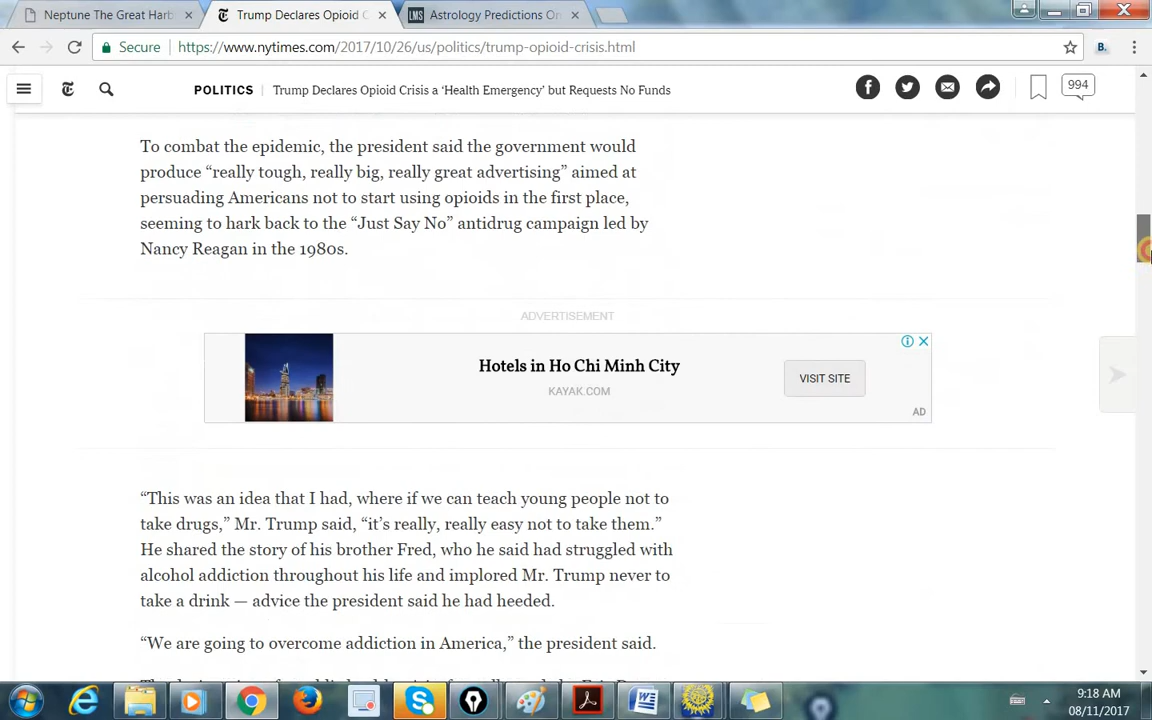 Neptune The Great Harb
Trump Declares Opioid C
Astrology Predictions On
Secure
https://www.nytimes.com/2017/10/26/us/politics/trump-opioid-crisis.html
POLITICS
Trump Declares Opioid Crisis a ‘Health Emergency’ but Requests No Funds
994
To combat the epidemic, the president said the government would
produce “really tough, really big, really great advertising” aimed at
persuading Americans not to start using opioids in the first place,
seeming to hark back to the “Just Say No” antidrug campaign led by
Nancy Reagan in the 1980s.
ADVERTISEMENT
Hotels in Ho Chi Minh City
KAYAK.COM
VISIT SITE
AD
“This was an idea that I had, where if we can teach young people not to
take drugs,” Mr. Trump said, “it’s really, really easy not to take them.”
He shared the story of his brother Fred, who he said had struggled with
alcohol addiction throughout his life and implored Mr. Trump never to
take a drink — advice the president said he had heeded.
“We are going to overcome addiction in America,” the president said.
9:18 AM
08/11/2017